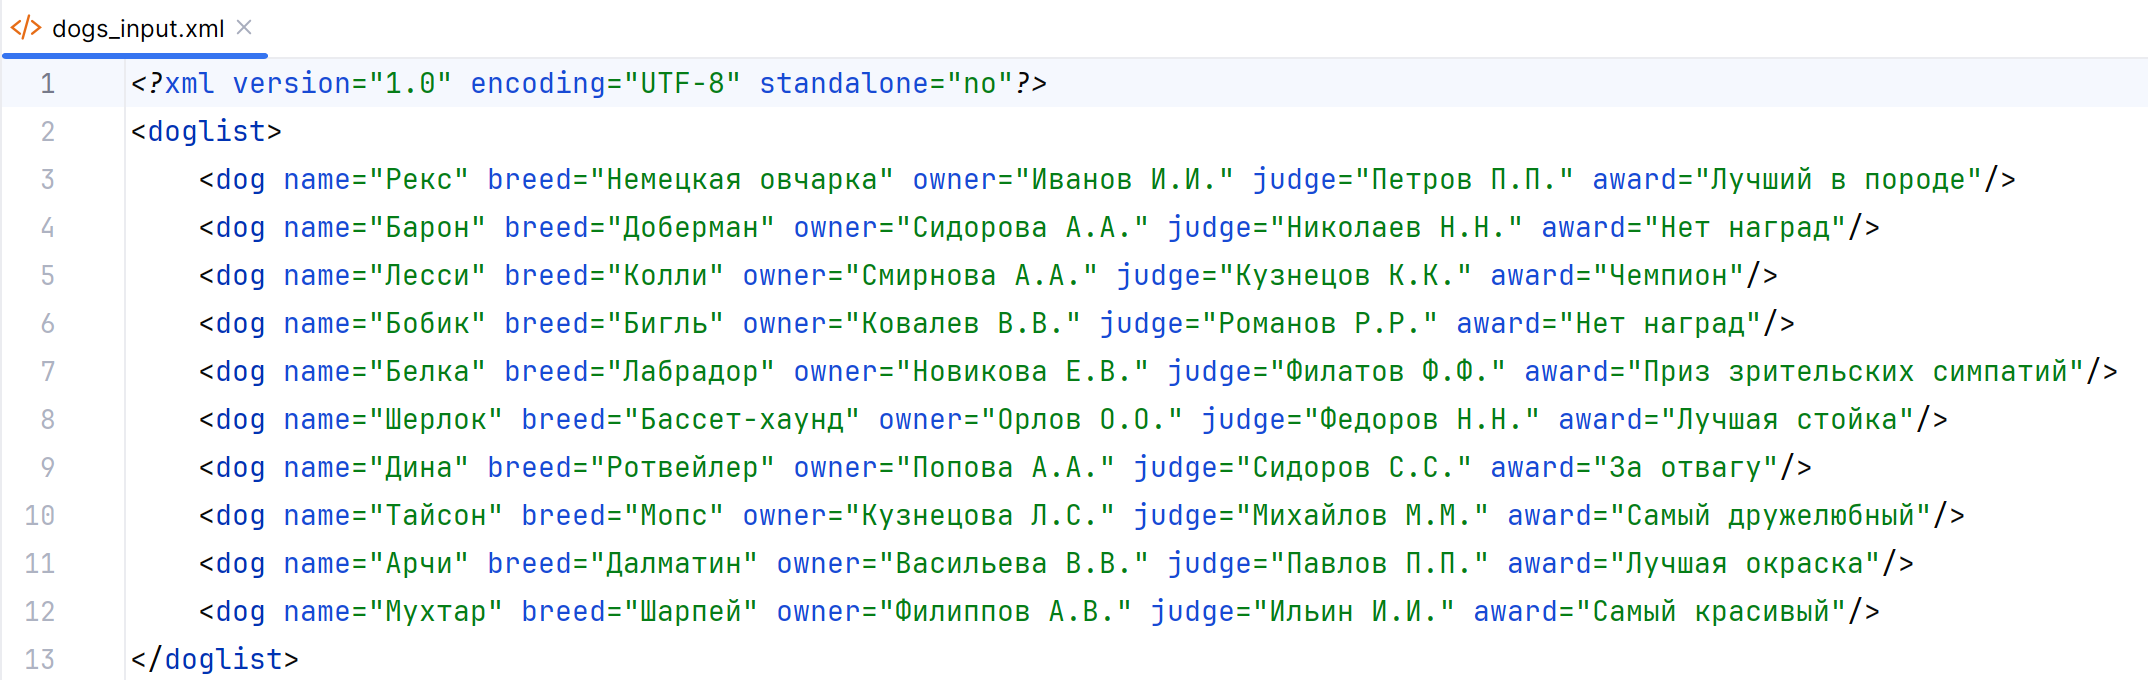 dogs_input.xml
1 <?xml version="1.0" encoding="UTF-8" standalone="no"?>
2 <doglist>
3 <dog name="Рекс" breed="Немецкая овчарка" owner="Иванов И.И." judge="Петров П.П." award="Лучший в породе"/>
4 <dog name="Барон" breed="Доберман" owner="Сидорова А.А." judge="Николаев Н.Н." award="Нет наград"/>
5 <dog name="Лесси" breed="Колли" owner="Смирнова А.А." judge="Кузнецов К.К." award="Чемпион"/>
6 <dog name="Бобик" breed="Бигль" owner="Ковалев В.В." judge="Романов Р.Р." award="Нет наград"/>
7 <dog name="Белка" breed="Лабрадор" owner="Новикова Е.В." judge="Филатов Ф.Ф." award="Приз зрительских симпатий"/>
8 <dog name="Шерлок" breed="Бассет-хаунд" owner="Орлов О.О." judge="Федоров Н.Н." award="Лучшая стойка"/>
9 <dog name="Дина" breed="Ротвейлер" owner="Попова А.А." judge="Сидоров С.С." award="За отвагу"/>
10 <dog name="Тайсон" breed="Мопс" owner="Кузнецова Л.С." judge="Михайлов М.М." award="Самый дружелюбный"/>
11 <dog name="Арчи" breed="Далматин" owner="Васильева В.В." judge="Павлов П.П." award="Лучшая окраска"/>
12 <dog name="Мухтар" breed="Шарпей" owner="Филиппов А.В." judge="Ильин И.И." award="Самый красивый"/>
13 </doglist>